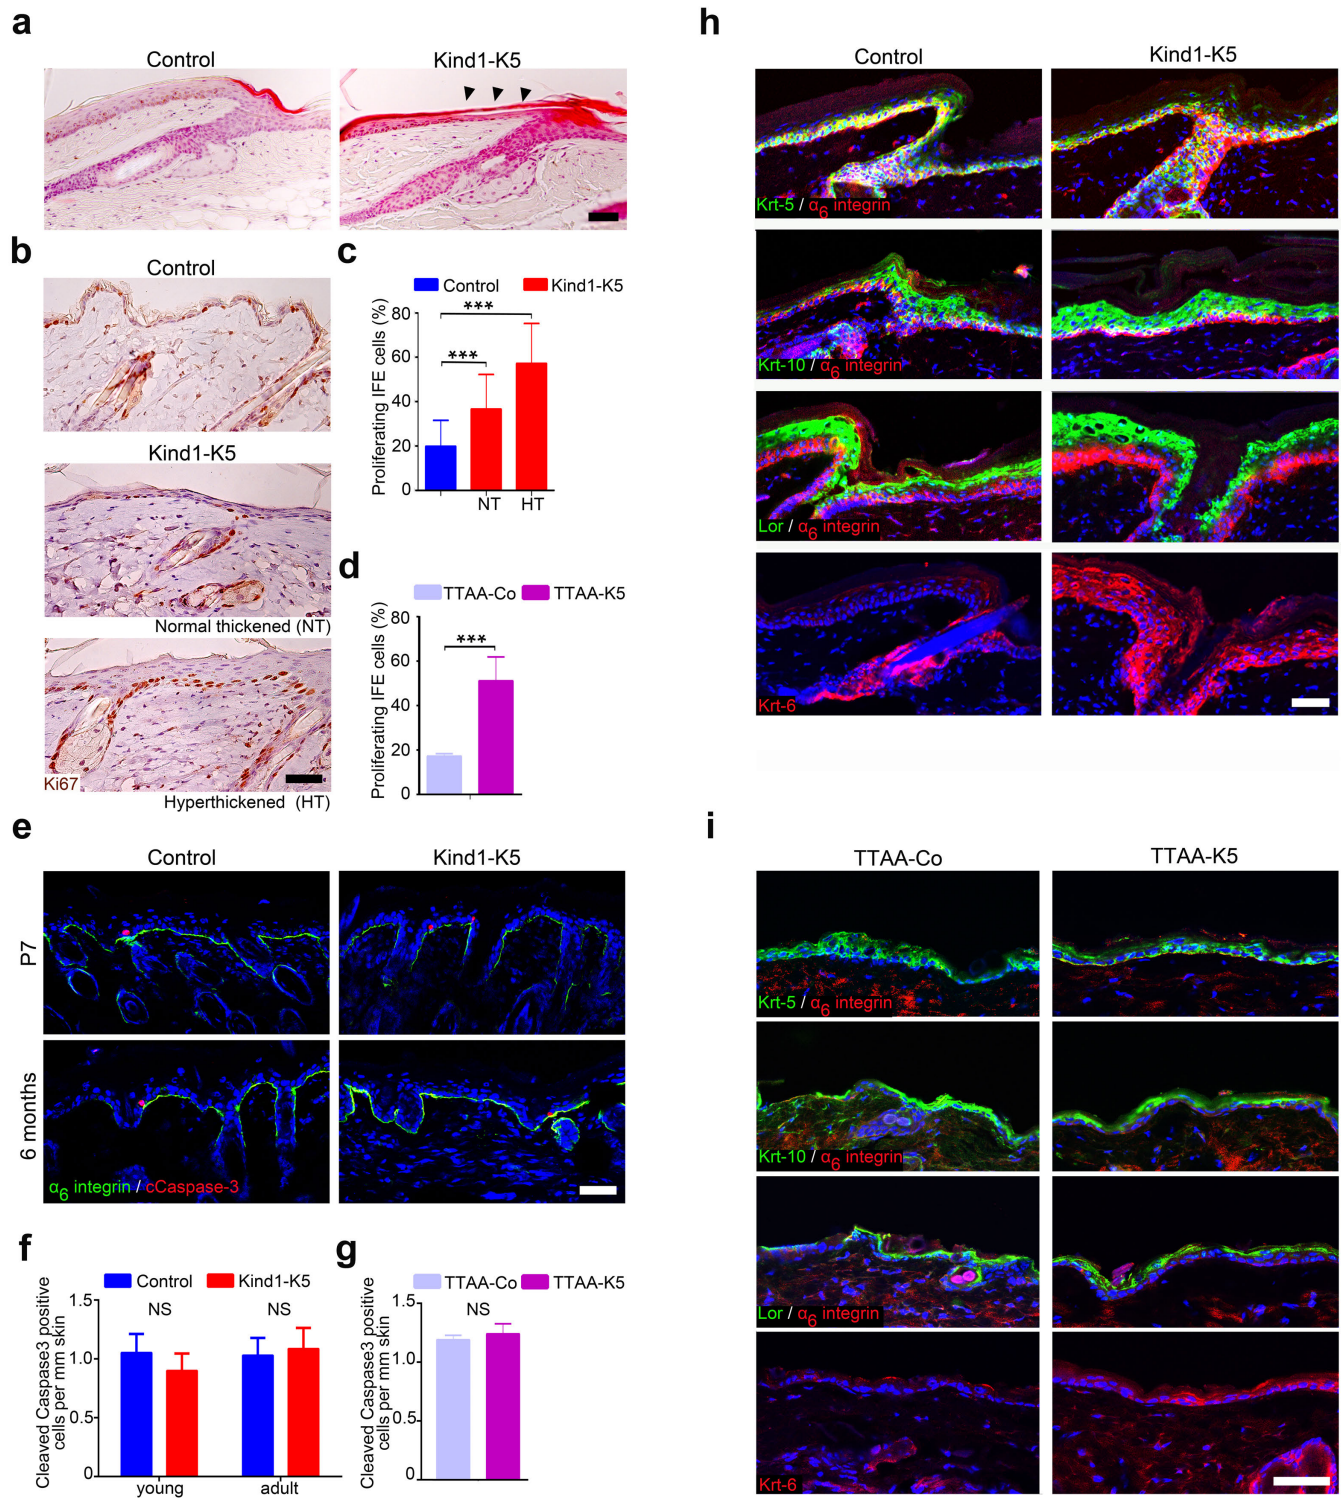 a
Control
Kind1-K5
b
Control
Kind1-K5
Normal thickened (NT)
Ki67
Hyperthickened (HT)
c
Control
Kind1-K5
Proliferating IFE cells (%)
80
60
40
20
0
***
***
NT
HT
d
TTAA-Co
TTAA-K5
Proliferating IFE cells (%)
80
60
40
20
0
***
e
Control
Kind1-K5
P7
6 months
α6 integrin / cCaspase-3
f
Control
Kind1-K5
Cleaved Caspase3 positive
cells per mm skin
1.5
1.0
0.5
0
NS
NS
young
adult
g
TTAA-Co
TTAA-K5
Cleaved Caspase3 positive
cells per mm skin
1.5
1.0
0.5
0
NS
h
Control
Kind1-K5
Krt-5 / α6 integrin
Krt-10 / α6 integrin
Lor / α6 integrin
Krt-6
i
TTAA-Co
TTAA-K5
Krt-5 / α6 integrin
Krt-10 / α6 integrin
Lor / α6 integrin
Krt-6